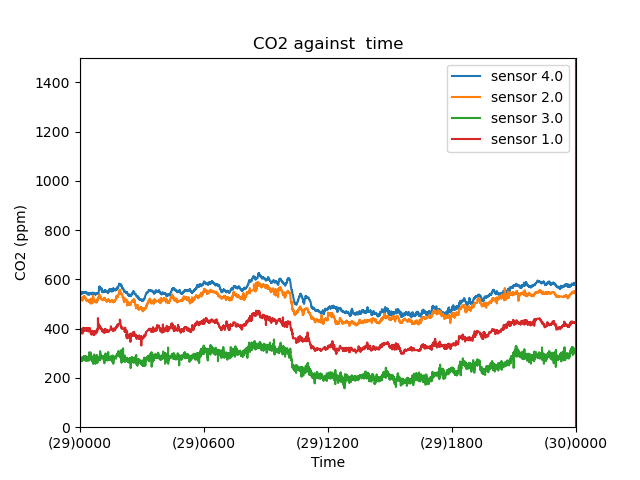 CO2 against  time
1400
1200
1000
800
600
400
200
0
CO2 (ppm)
sensor 4.0
sensor 2.0
sensor 3.0
sensor 1.0
(29)0000 (29)0600 (29)1200 (29)1800 (30)0000
Time